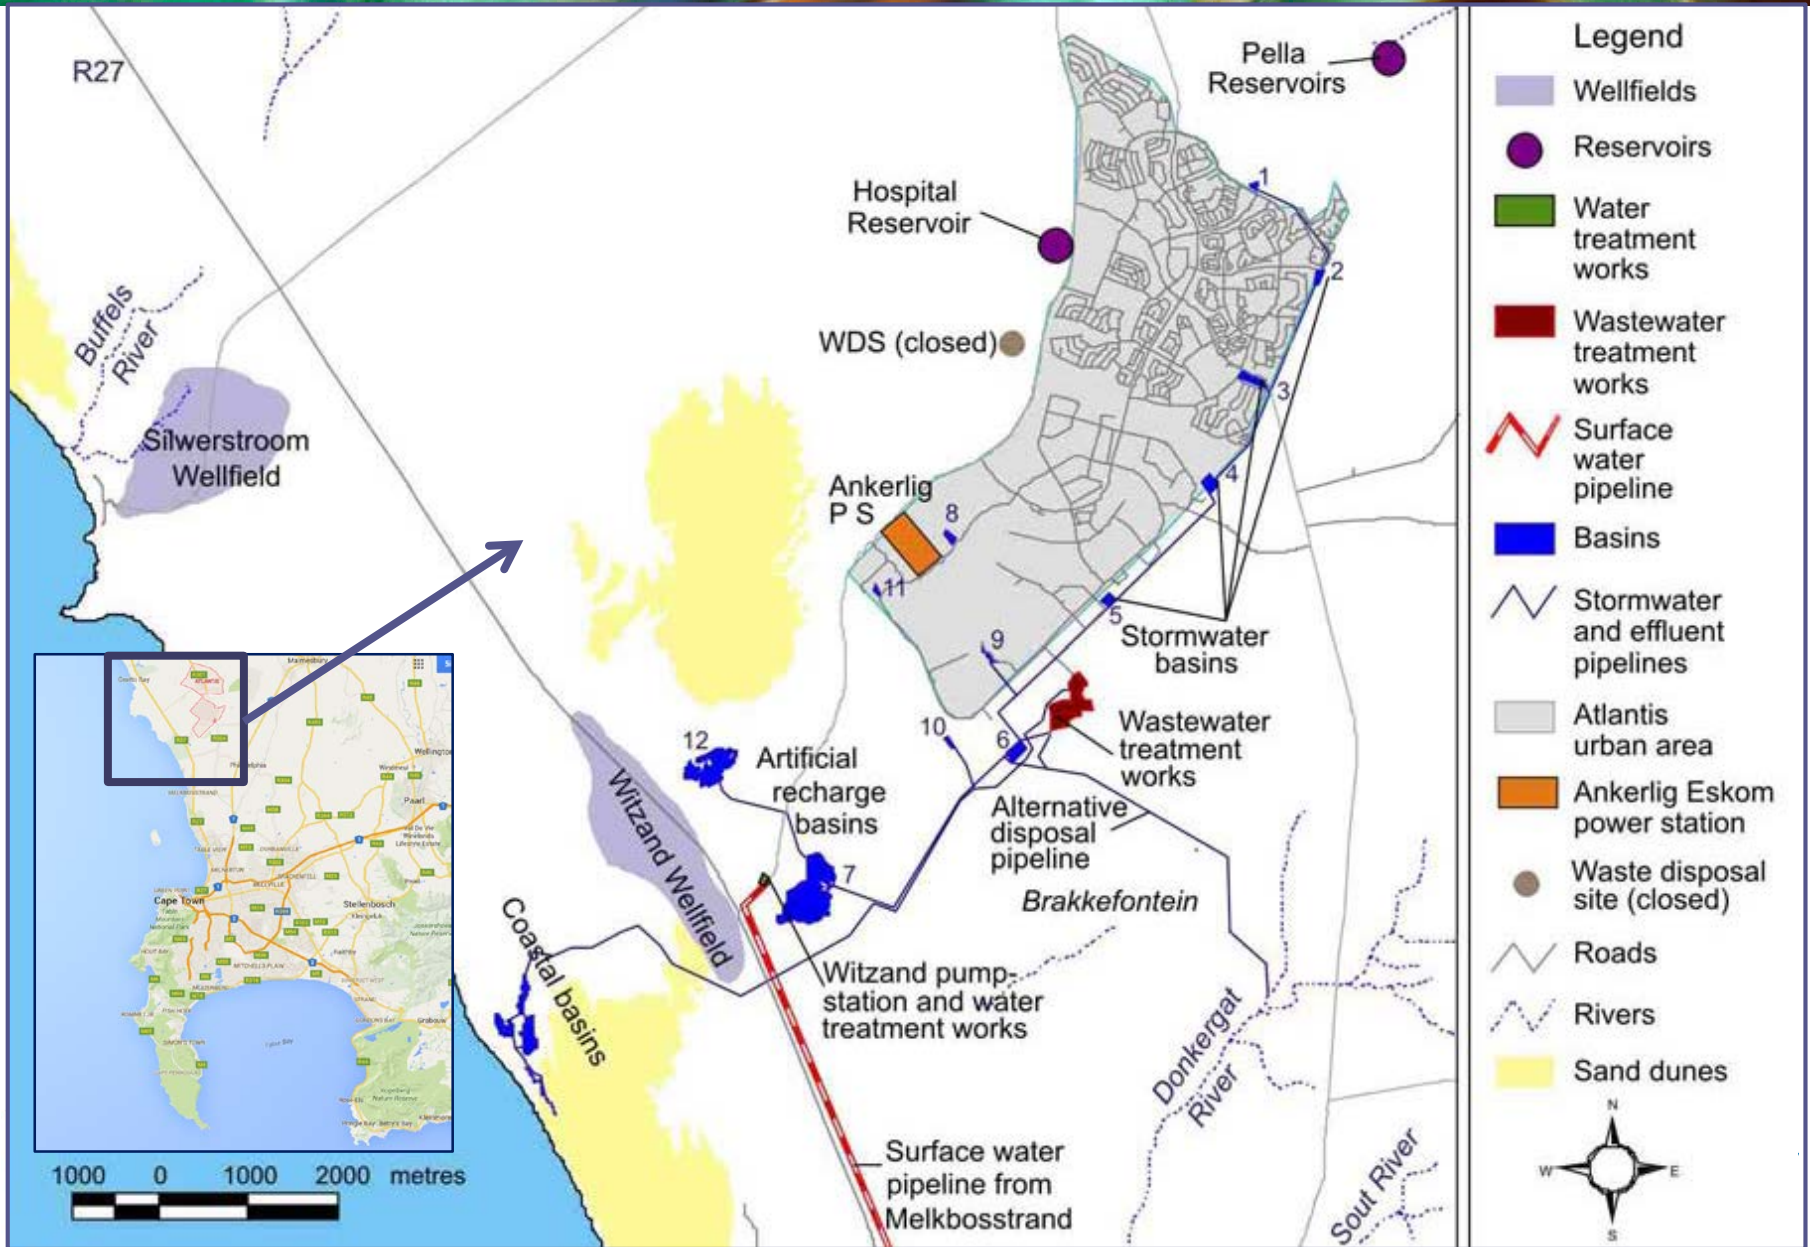 R27
Pella
Reservoirs
Hospital
Reservoir
1
2
WDS (closed)
3
Buffels
River
Silwerstroom
Wellfield
Ankerlig
P S
4
8
11
5
9
Stormwater
basins
10
6
Wastewater
treatment
works
12
Artificial
recharge
basins
7
Alternative
disposal
pipeline
Witzand Wellfield
Brakkefontein
Coastal basins
Witzand pump-
station and water
treatment works
Donkergat
River
Surface water
pipeline from
Melkbosstrand
Sout River
Malmesbury
Wellington
Paarl
Cape Town
Stellenbosch
BELLVILLE
Grabouw
1000 0 1000 2000 metres
Legend
Wellfields
Reservoirs
Water
treatment
works
Wastewater
treatment
works
Surface
water
pipeline
Basins
Stormwater
and effluent
pipelines
Atlantis
urban area
Ankerlig Eskom
power station
Waste disposal
site (closed)
Roads
Rivers
Sand dunes
N
W E
S